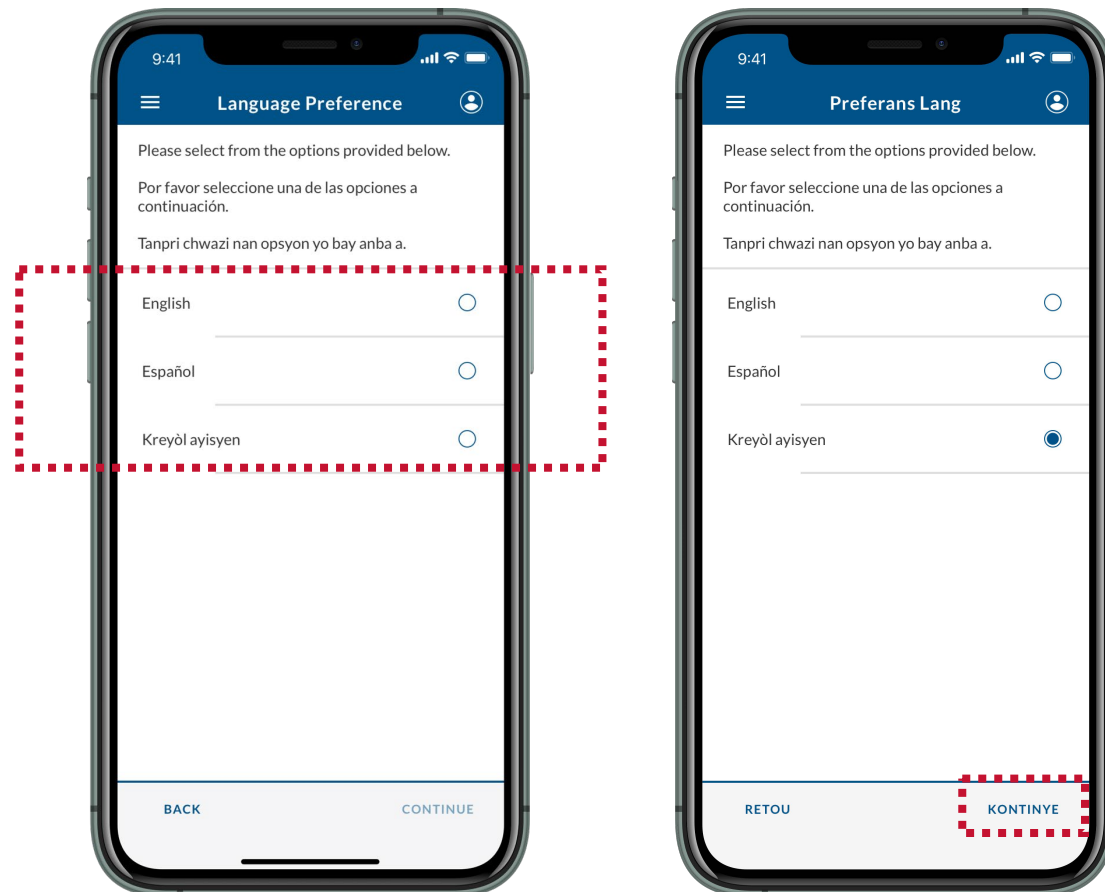 9:41
Language Preference
Please select from the options provided below.
Por favor seleccione una de las opciones a
continuación.
Tanpri chwazi nan opsyon yo bay anba a.
English
Español
Kreyòl ayisyen
BACK
CONTINUE
9:41
Preferans Lang
Please select from the options provided below.
Por favor seleccione una de las opciones a
continuación.
Tanpri chwazi nan opsyon yo bay anba a.
English
Español
Kreyòl ayisyen
RETOU
KONTINYE